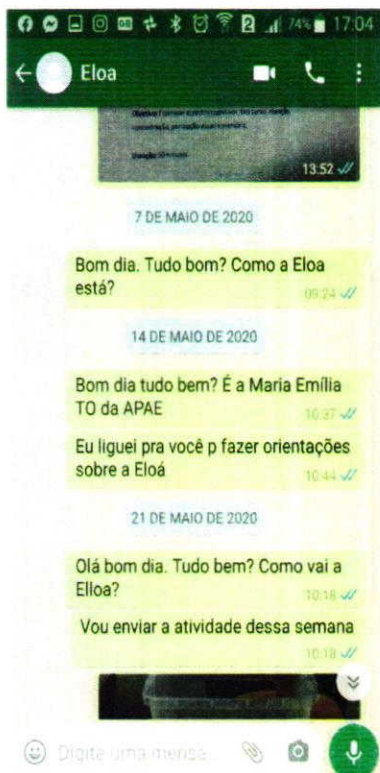 74% 17:04
Eloa
13:52
7 DE MAIO DE 2020
Bom dia. Tudo bom? Como a Eloa
está?
09:24
14 DE MAIO DE 2020
Bom dia tudo bem? É a Maria Emília
TO da APAE
10:37
Eu liguei pra você p fazer orientações
sobre a Eloá
10:44
21 DE MAIO DE 2020
Olá bom dia. Tudo bem? Como vai a
Elloa?
10:18
Vou enviar a atividade dessa semana
10:18
Digite uma mensa